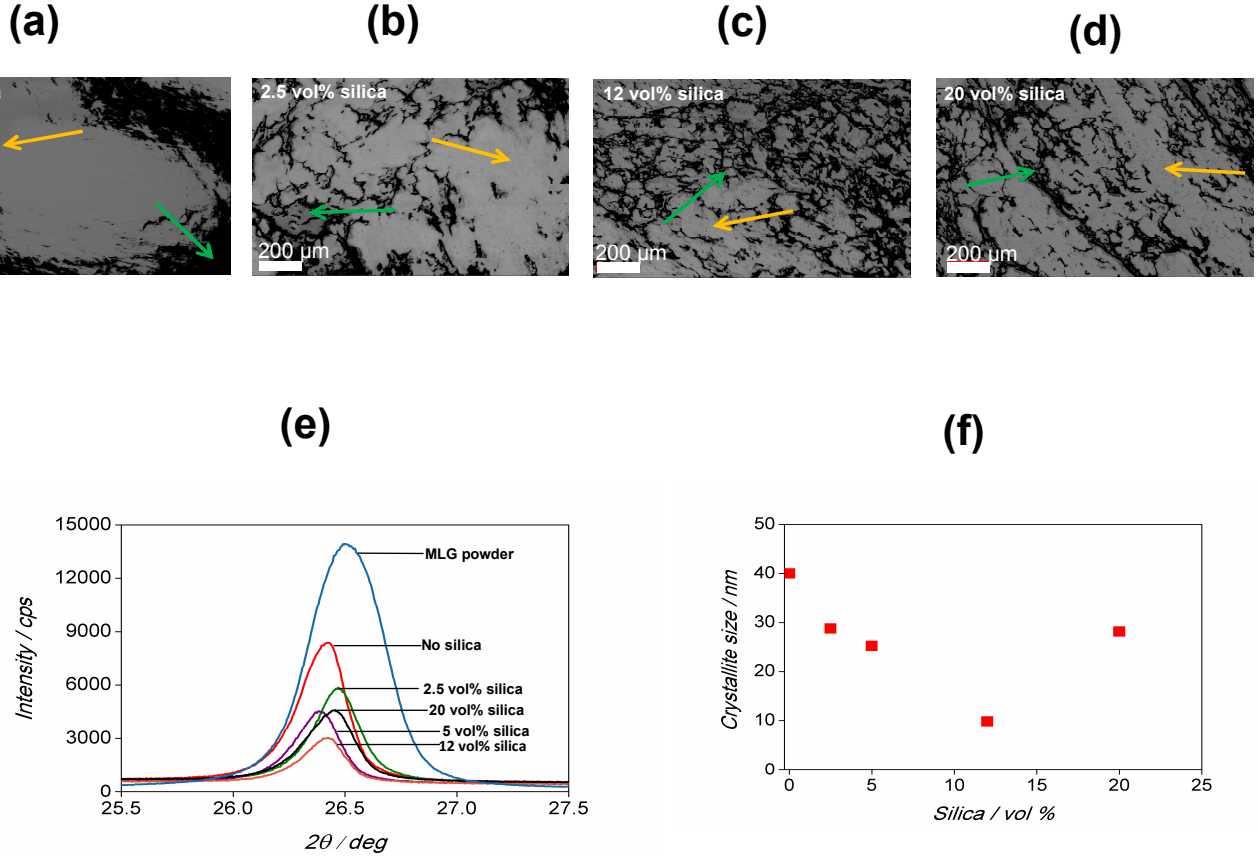 (a)
(b)
(c)
(d)
2.5 vol% silica
12 vol% silica
20 vol% silica
200 µm
200 µm
200 µm
(e)
(f)
15000
12000
9000
6000
3000
0
Intensity / cps
MLG powder
No silica
2.5 vol% silica
20 vol% silica
5 vol% silica
12 vol% silica
25.5
26.0
26.5
27.0
27.5
2θ / deg
50
40
30
20
10
0
Crystallite size / nm
0
5
10
15
20
25
Silica / vol %